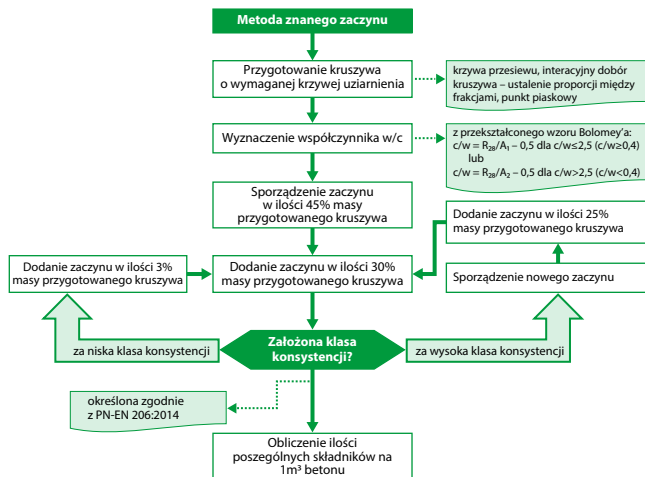 Metoda znanego zaczynu
Przygotowanie kruszywa
o wymaganej krzywej uziarnienia
krzywa przesiewu, interacyjny dobór
kruszywa – ustalenie proporcji między
frakcjami, punkt piaskowy
Wyznaczenie współczynnika w/c
z przekształconego wzoru Bolomey’a:
c/w = R₂₈/A₁ – 0,5 dla c/w≤2,5 (c/w≥0,4)
lub
c/w = R₂₈/A₂ – 0,5 dla c/w>2,5 (c/w<0,4)
Sporządzenie zaczynu
w ilości 45% masy
przygotowanego kruszywa
Dodanie zaczynu w ilości 25%
masy przygotowanego kruszywa
Dodanie zaczynu w ilości 3%
masy przygotowanego kruszywa
Dodanie zaczynu w ilości 30%
masy przygotowanego kruszywa
Sporządzenie nowego zaczynu
za niska klasa konsystencji
Założona klasa
konsystencji?
za wysoka klasa konsystencji
określona zgodnie
z PN-EN 206:2014
Obliczenie ilości
poszególnych składników na
1m³ betonu